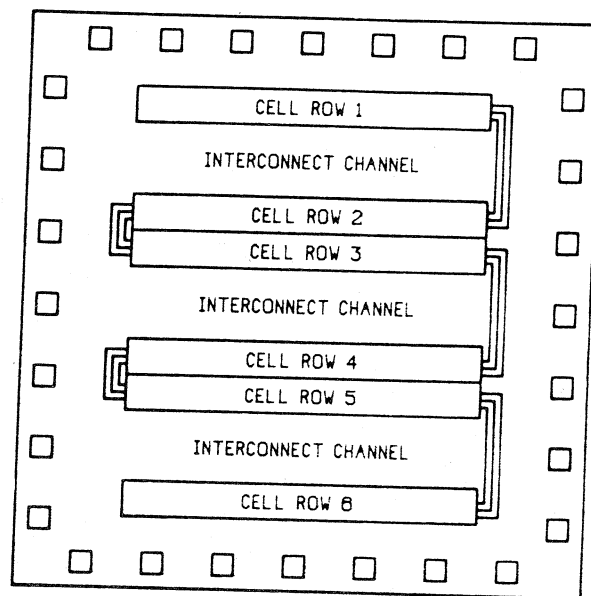 CELL ROW 1
INTERCONNECT CHANNEL
CELL ROW 2
CELL ROW 3
INTERCONNECT CHANNEL
CELL ROW 4
CELL ROW 5
INTERCONNECT CHANNEL
CELL ROW 6